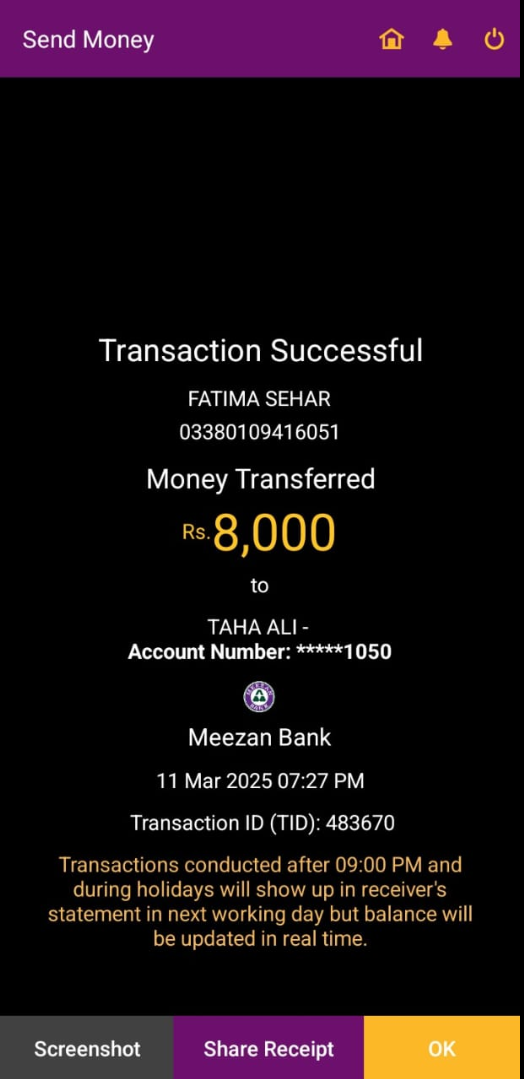 Send Money
Transaction Successful
FATIMA SEHAR
03380109416051
Money Transferred
Rs.8,000
to
TAHA ALI -
Account Number: *****1050
MEEZAN
BANK
Meezan Bank
11 Mar 2025 07:27 PM
Transaction ID (TID): 483670
Transactions conducted after 09:00 PM and
during holidays will show up in receiver's
statement in next working day but balance will
be updated in real time.
Screenshot
Share Receipt
OK